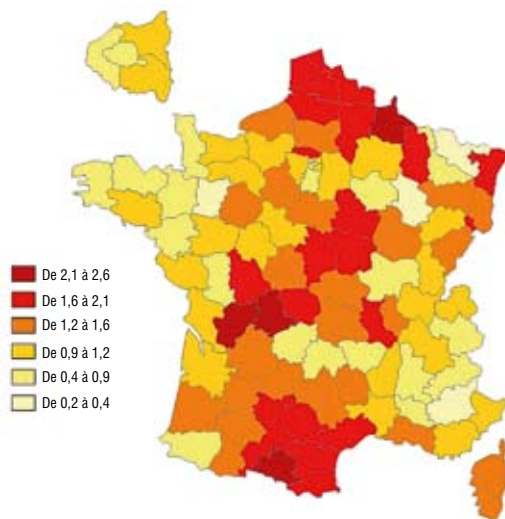 De 2,1 à 2,6
De 1,6 à 2,1
De 1,2 à 1,6
De 0,9 à 1,2
De 0,4 à 0,9
De 0,2 à 0,4